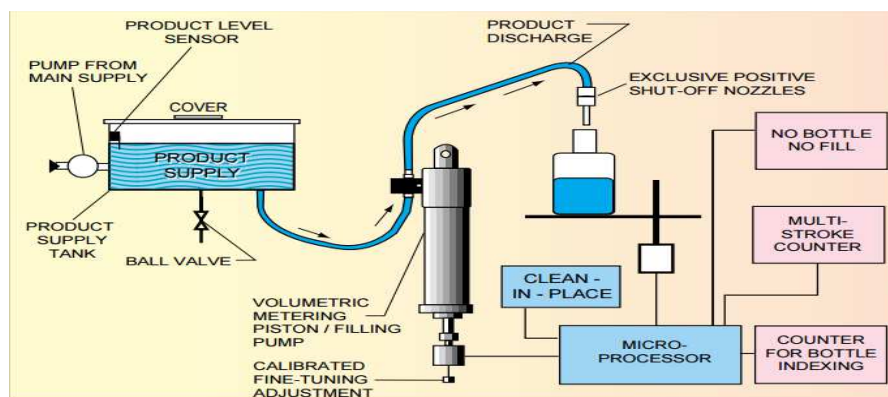 PRODUCT LEVEL
SENSOR
PUMP FROM
MAIN SUPPLY
COVER
PRODUCT
SUPPLY
PRODUCT
SUPPLY
TANK
BALL VALVE
PRODUCT
DISCHARGE
EXCLUSIVE POSITIVE
SHUT-OFF NOZZLES
VOLUMETRIC
METERING
PISTON / FILLING
PUMP
CALIBRATED
FINE-TUNING
ADJUSTMENT
CLEAN -
IN - PLACE
MICRO-
PROCESSOR
NO BOTTLE
NO FILL
MULTI-
STROKE
COUNTER
COUNTER
FOR BOTTLE
INDEXING